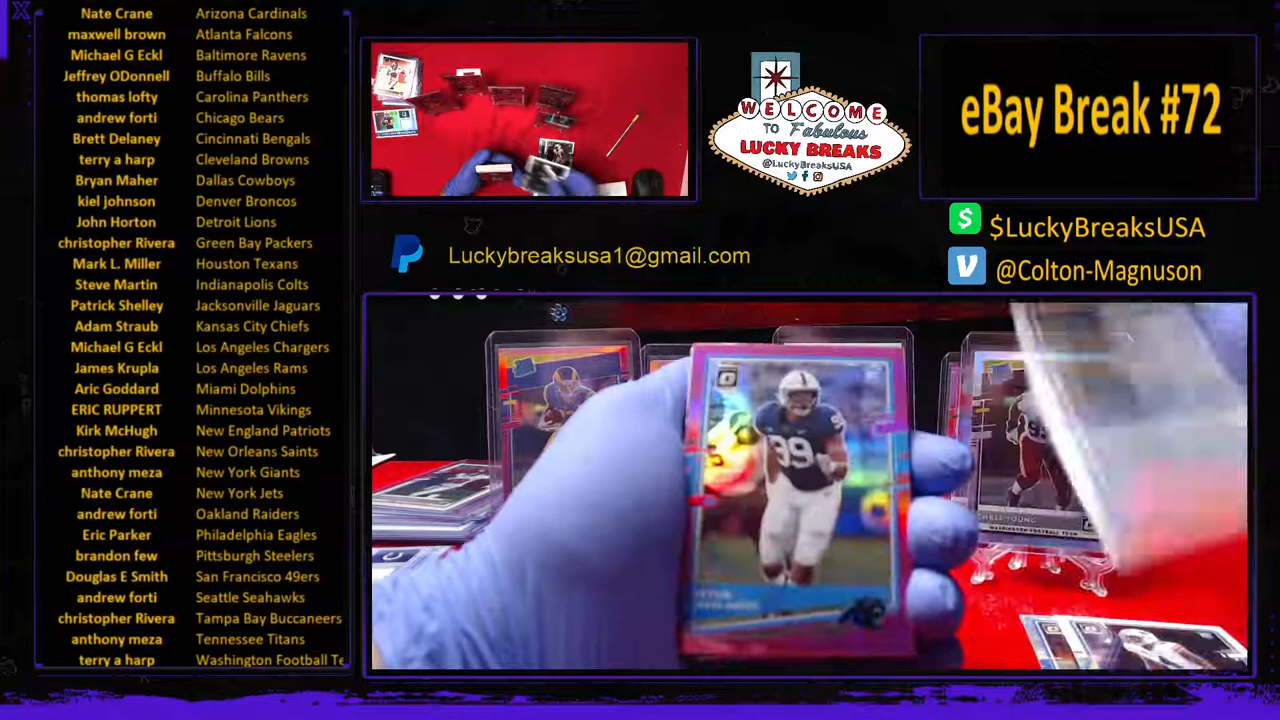 Nate Crane Arizona Cardinals
maxwell brown Atlanta Falcons
Michael G Eckl Baltimore Ravens
Jeffrey ODonnell Buffalo Bills
thomas lofty Carolina Panthers
andrew forti Chicago Bears
Brett Delaney Cincinnati Bengals
terry a harp Cleveland Browns
Bryan Maher Dallas Cowboys
kiel johnson Denver Broncos
John Horton Detroit Lions
christopher Rivera Green Bay Packers
Mark L. Miller Houston Texans
Steve Martin Indianapolis Colts
Patrick Shelley Jacksonville Jaguars
Adam Straub Kansas City Chiefs
Michael G Eckl Los Angeles Chargers
James Krupla Los Angeles Rams
Aric Goddard Miami Dolphins
ERIC RUPPERT Minnesota Vikings
Kirk McHugh New England Patriots
christopher Rivera New Orleans Saints
anthony meza New York Giants
Nate Crane New York Jets
andrew forti Oakland Raiders
Eric Parker Philadelphia Eagles
brandon few Pittsburgh Steelers
Douglas E Smith San Francisco 49ers
andrew forti Seattle Seahawks
christopher Rivera Tampa Bay Buccaneers
anthony meza Tennessee Titans
terry a harp Washington Football Te
WELCOME
TO Fabulous
LUCKY BREAKS
@LuckyBreaksUSA
eBay Break #72
$LuckyBreaksUSA
@Colton-Magnuson
Luckybreaksusa1@gmail.com
99
YOUNG
WASHINGTON FOOTBALL TEAM